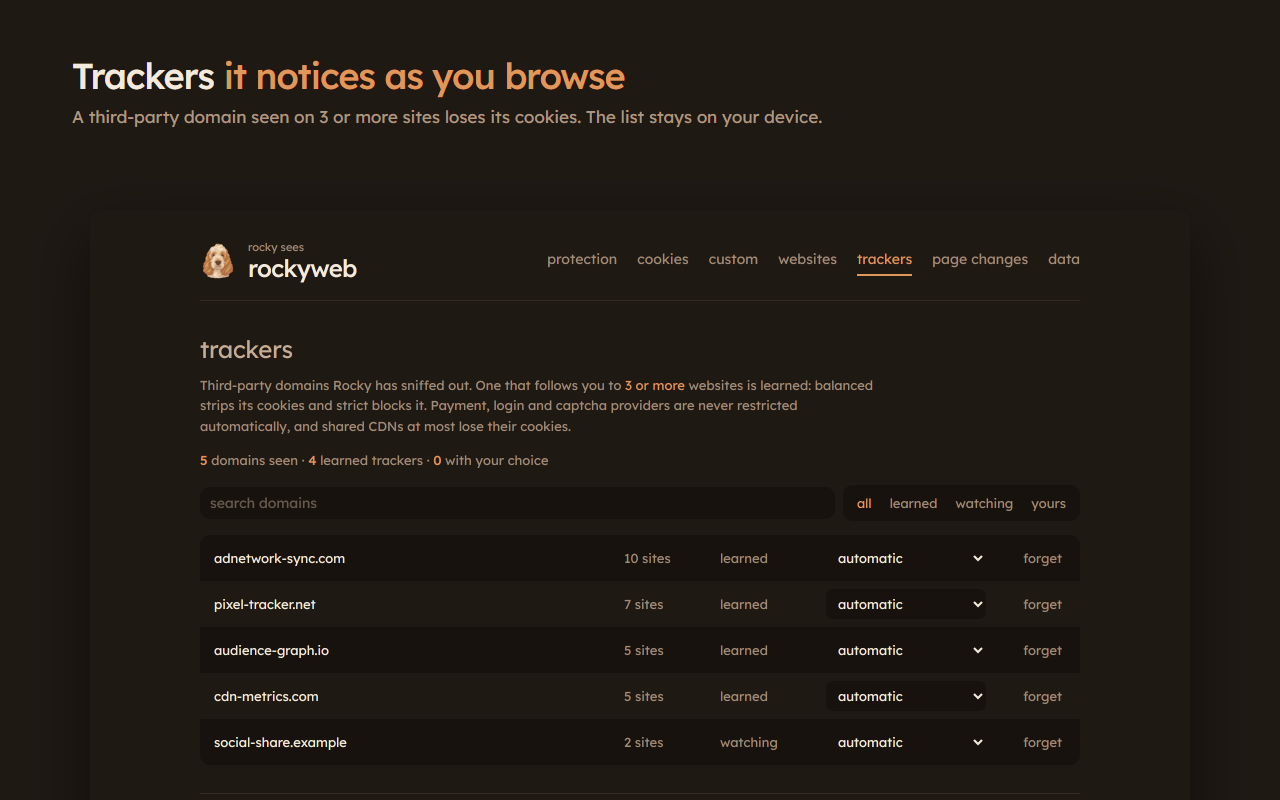 Trackers it notices as you browse
A third-party domain seen on 3 or more sites loses its cookies. The list stays on your device.
rocky sees
rockyweb
protection cookies custom websites trackers page changes data
trackers
Third-party domains Rocky has sniffed out. One that follows you to 3 or more websites is learned: balanced
strips its cookies and strict blocks it. Payment, login and captcha providers are never restricted
automatically, and shared CDNs at most lose their cookies.
5 domains seen · 4 learned trackers · 0 with your choice
search domains all learned watching yours
adnetwork-sync.com 10 sites learned automatic forget
pixel-tracker.net 7 sites learned automatic forget
audience-graph.io 5 sites learned automatic forget
cdn-metrics.com 5 sites learned automatic forget
social-share.example 2 sites watching automatic forget